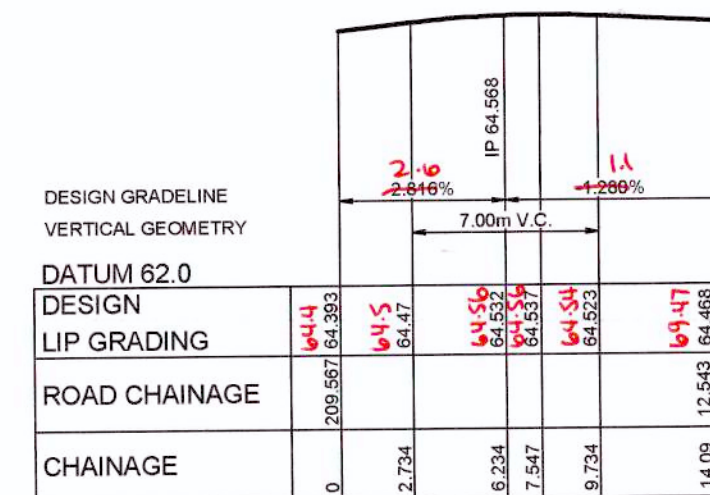 IP 64.568
2.6 1.1
2.816% -1.280%
DESIGN GRADELINE
VERTICAL GEOMETRY
7.00m V.C.
DATUM 62.0
DESIGN
LIP GRADING
64.4 64.393 64.5 64.47 64.56 64.532 64.56 64.537 64.54 64.523 69.47 64.468
ROAD CHAINAGE 209.567 12.543
CHAINAGE 0 2.734 6.234 7.547 9.734 14.09